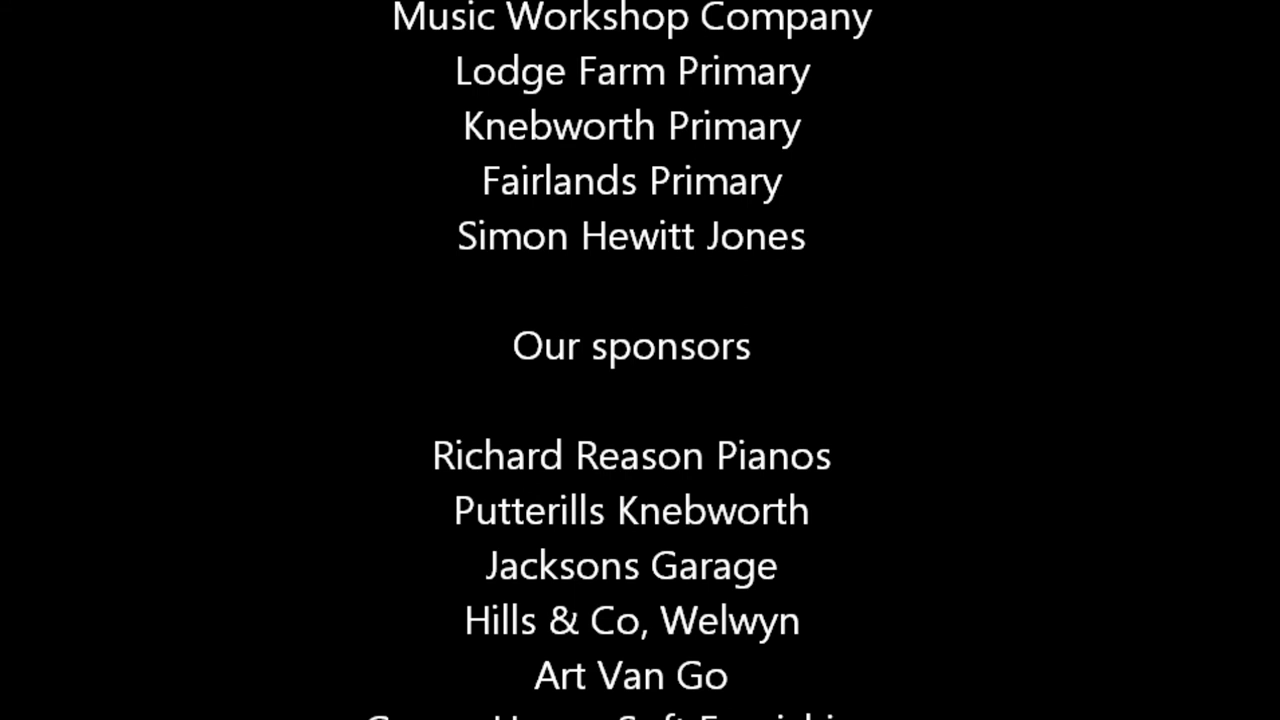 Music Workshop Company
Lodge Farm Primary
Knebworth Primary
Fairlands Primary
Simon Hewitt Jones
Our sponsors
Richard Reason Pianos
Putterills Knebworth
Jacksons Garage
Hills & Co, Welwyn
Art Van Go